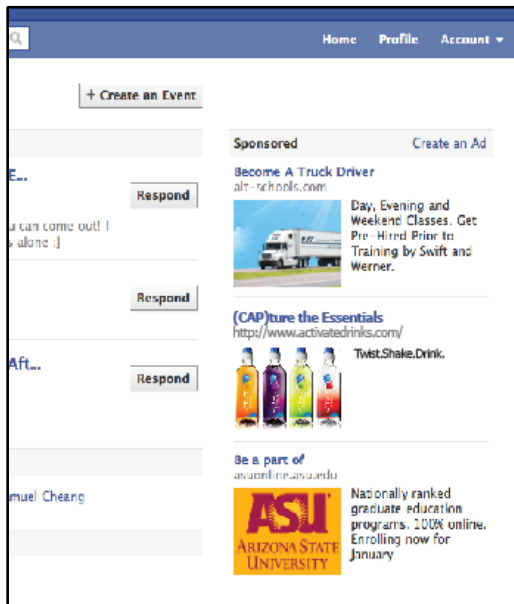 Home Profile Account
+ Create an Event
E...
Respond
u can come out! I
s alone :]
Respond
Aft...
Respond
muel Cheang
Sponsored Create an Ad
Become A Truck Driver
alt-schools.com
Day, Evening and
Weekend Classes. Get
Pre-Hired Prior to
Training by Swift and
Werner.
(CAP)ture the Essentials
http://www.activatedrinks.com/
Twist.Shake.Drink.
Be a part of
asuonline.asu.edu
ASU
ARIZONA STATE
UNIVERSITY
Nationally ranked
graduate education
programs. 100% online.
Enrolling now for
January